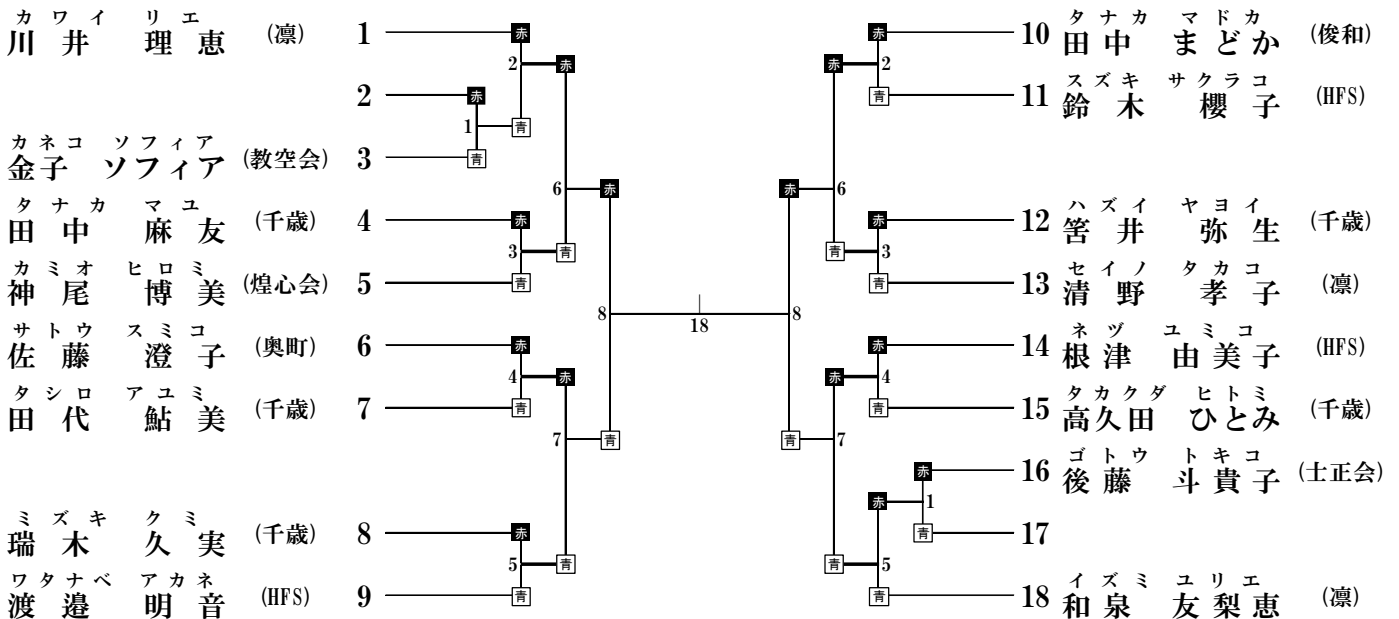 カワイ リエ
川井 理恵 (凛) 1
2
カネコ ソフィア
金子 ソフィア (教空会) 3
タナカ マユ
田中 麻友 (千歳) 4
カミオ ヒロミ
神尾 博美 (煌心会) 5
サトウ スミコ
佐藤 澄子 (奥町) 6
タシロ アユミ
田代 鮎美 (千歳) 7
ミズキ クミ
瑞木 久実 (千歳) 8
ワタナベ アカネ
渡邉 明音 (HFS) 9
赤 2 赤
赤 1 青
青
6 赤
赤 3 青
青
8 18 8
赤 4 赤
青
7 青
赤 5 青
青
赤 赤 2
青
赤 6
青 赤 3
青
赤 赤 4
青
青 7
赤 赤 1
青
青 5
青
タナカ マドカ
10 田中 まどか (俊和)
スズキ サクラコ
11 鈴木 櫻子 (HFS)
ハズイ ヤヨイ
12 筈井 弥生 (千歳)
セイノ タカコ
13 清野 孝子 (凛)
ネヅ ユミコ
14 根津 由美子 (HFS)
タカクダ ヒトミ
15 高久田 ひとみ (千歳)
ゴトウ トキコ
16 後藤 斗貴子 (士正会)
17
イズミ ユリエ
18 和泉 友梨恵 (凛)